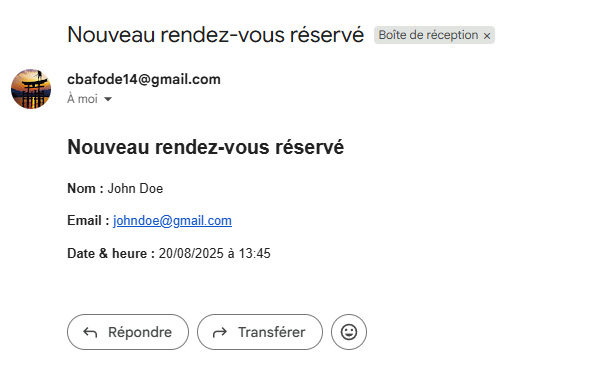 Nouveau rendez-vous réservé Boîte de réception ×
cbafode14@gmail.com
À moi
Nouveau rendez-vous réservé
Nom : John Doe
Email : johndoe@gmail.com
Date & heure : 20/08/2025 à 13:45
Répondre Transférer